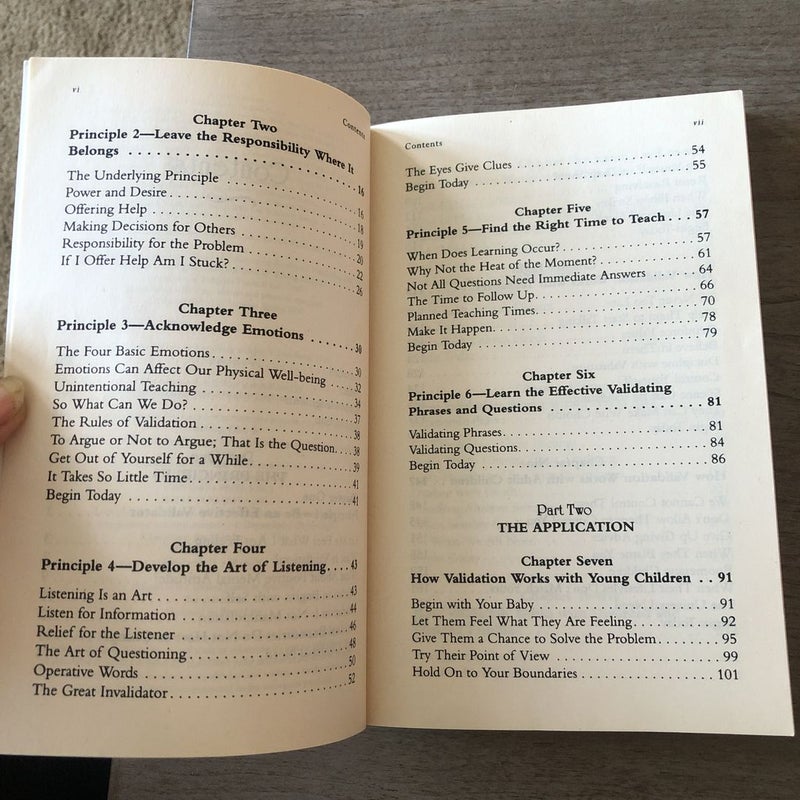 vi
Contents
Chapter Two
Principle 2—Leave the Responsibility Where It
Belongs . . . . . . . . . . . . . . . . . . . . . . . . . . . . 16
The Underlying Principle . . . . . . . . . . . . . . . . . . 16
Power and Desire . . . . . . . . . . . . . . . . . . . . . . 18
Offering Help . . . . . . . . . . . . . . . . . . . . . . . . 19
Making Decisions for Others . . . . . . . . . . . . . . . . 20
Responsibility for the Problem . . . . . . . . . . . . . . 22
If I Offer Help Am I Stuck? . . . . . . . . . . . . . . . . 26
Chapter Three
Principle 3—Acknowledge Emotions . . . . . . . 30
The Four Basic Emotions . . . . . . . . . . . . . . . . . . 30
Emotions Can Affect Our Physical Well-being . . . . . 32
Unintentional Teaching . . . . . . . . . . . . . . . . . . . 34
So What Can We Do? . . . . . . . . . . . . . . . . . . . . 37
The Rules of Validation . . . . . . . . . . . . . . . . . . . 38
To Argue or Not to Argue; That Is the Question. . . 38
Get Out of Yourself for a While . . . . . . . . . . . . . . 39
It Takes So Little Time . . . . . . . . . . . . . . . . . . . 41
Begin Today . . . . . . . . . . . . . . . . . . . . . . . . . 41
Chapter Four
Principle 4—Develop the Art of Listening. . . . 43
Listening Is an Art . . . . . . . . . . . . . . . . . . . . . . 43
Listen for Information . . . . . . . . . . . . . . . . . . . . 44
Relief for the Listener . . . . . . . . . . . . . . . . . . . . 46
The Art of Questioning . . . . . . . . . . . . . . . . . . . 48
Operative Words . . . . . . . . . . . . . . . . . . . . . . . 50
The Great Invalidator . . . . . . . . . . . . . . . . . . . . 52
vii
Contents
The Eyes Give Clues . . . . . . . . . . . . . . . . . . . . . 54
Begin Today . . . . . . . . . . . . . . . . . . . . . . . . . 55
Chapter Five
Principle 5—Find the Right Time to Teach . . . 57
When Does Learning Occur? . . . . . . . . . . . . . . . . 57
Why Not the Heat of the Moment? . . . . . . . . . . . . 61
Not All Questions Need Immediate Answers . . . . . . 64
The Time to Follow Up. . . . . . . . . . . . . . . . . . . . 66
Planned Teaching Times. . . . . . . . . . . . . . . . . . . 70
Make It Happen. . . . . . . . . . . . . . . . . . . . . . . . 78
Begin Today . . . . . . . . . . . . . . . . . . . . . . . . . 79
Chapter Six
Principle 6—Learn the Effective Validating
Phrases and Questions . . . . . . . . . . . . . . . . . 81
Validating Phrases. . . . . . . . . . . . . . . . . . . . . . . 81
Validating Questions. . . . . . . . . . . . . . . . . . . . . 84
Begin Today . . . . . . . . . . . . . . . . . . . . . . . . . 86
Part Two
THE APPLICATION
Chapter Seven
How Validation Works with Young Children . . 91
Begin with Your Baby . . . . . . . . . . . . . . . . . . . . 91
Let Them Feel What They Are Feeling. . . . . . . . . . 92
Give Them a Chance to Solve the Problem. . . . . . . 95
Try Their Point of View . . . . . . . . . . . . . . . . . . 99
Hold On to Your Boundaries . . . . . . . . . . . . . . . . 101